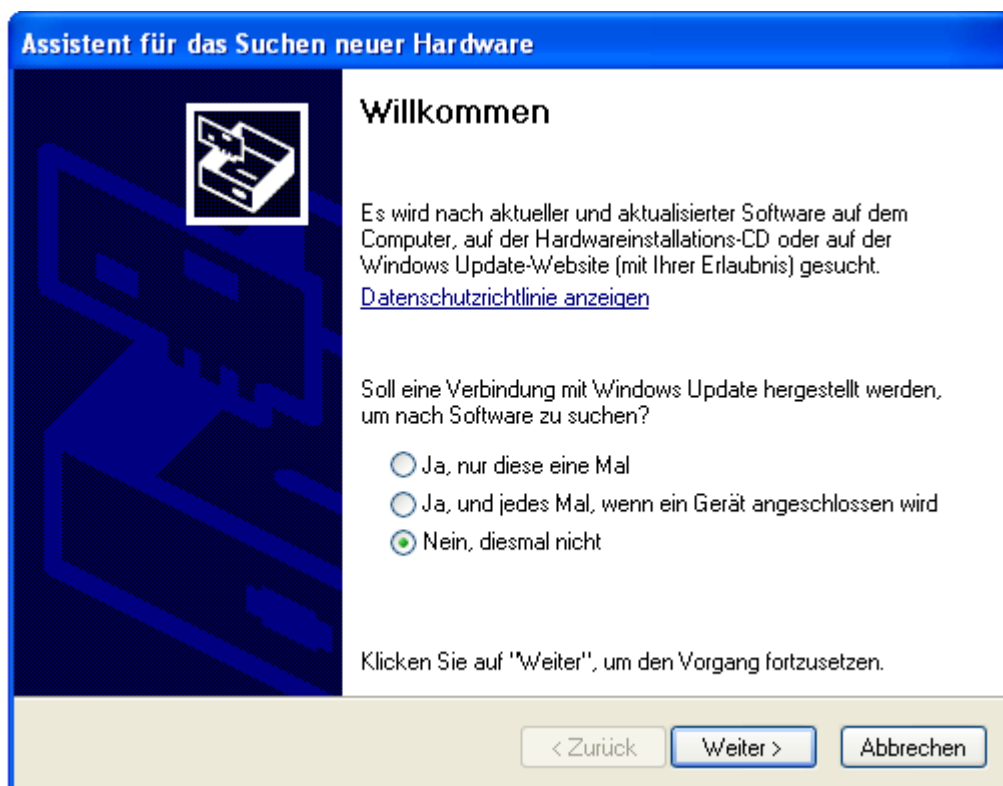 Assistent für das Suchen neuer Hardware
Willkommen
Es wird nach aktueller und aktualisierter Software auf dem
Computer, auf der Hardwareinstallations-CD oder auf der
Windows Update-Website (mit Ihrer Erlaubnis) gesucht.
Datenschutzrichtlinie anzeigen
Soll eine Verbindung mit Windows Update hergestellt werden,
um nach Software zu suchen?
Ja, nur diese eine Mal
Ja, und jedes Mal, wenn ein Gerät angeschlossen wird
Nein, diesmal nicht
Klicken Sie auf "Weiter", um den Vorgang fortzusetzen.
< Zurück Weiter > Abbrechen